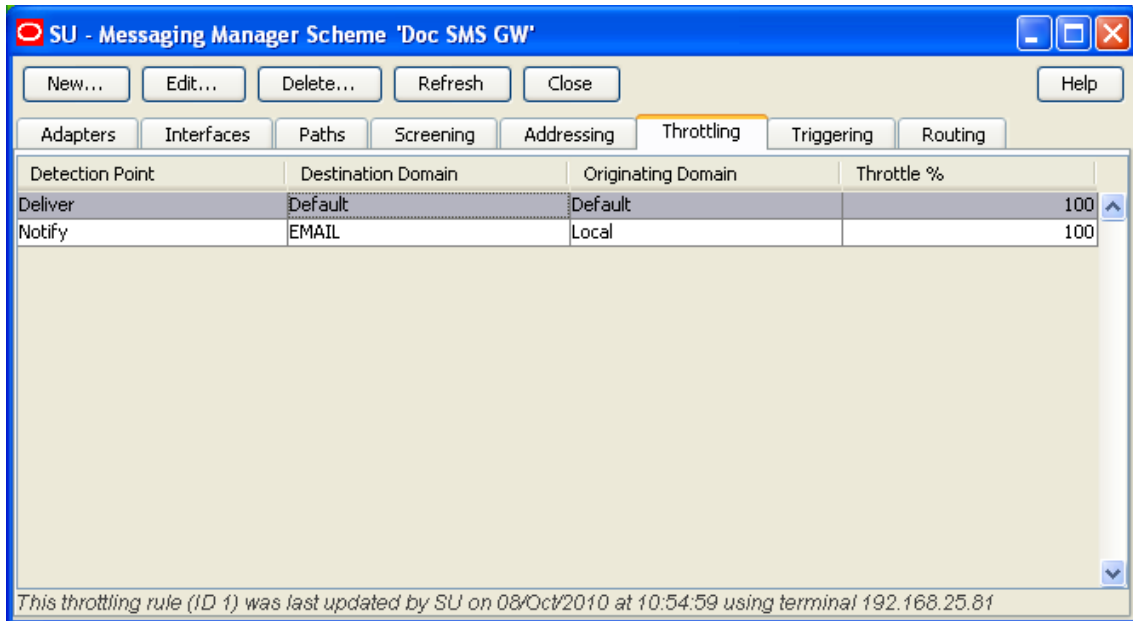 SU - Messaging Manager Scheme 'Doc SMS GW'
New... Edit... Delete... Refresh Close Help
Adapters Interfaces Paths Screening Addressing Throttling Triggering Routing
Detection Point Destination Domain Originating Domain Throttle %
Deliver Default Default 100
Notify EMAIL Local 100
This throttling rule (ID 1) was last updated by SU on 08/Oct/2010 at 10:54:59 using terminal 192.168.25.81